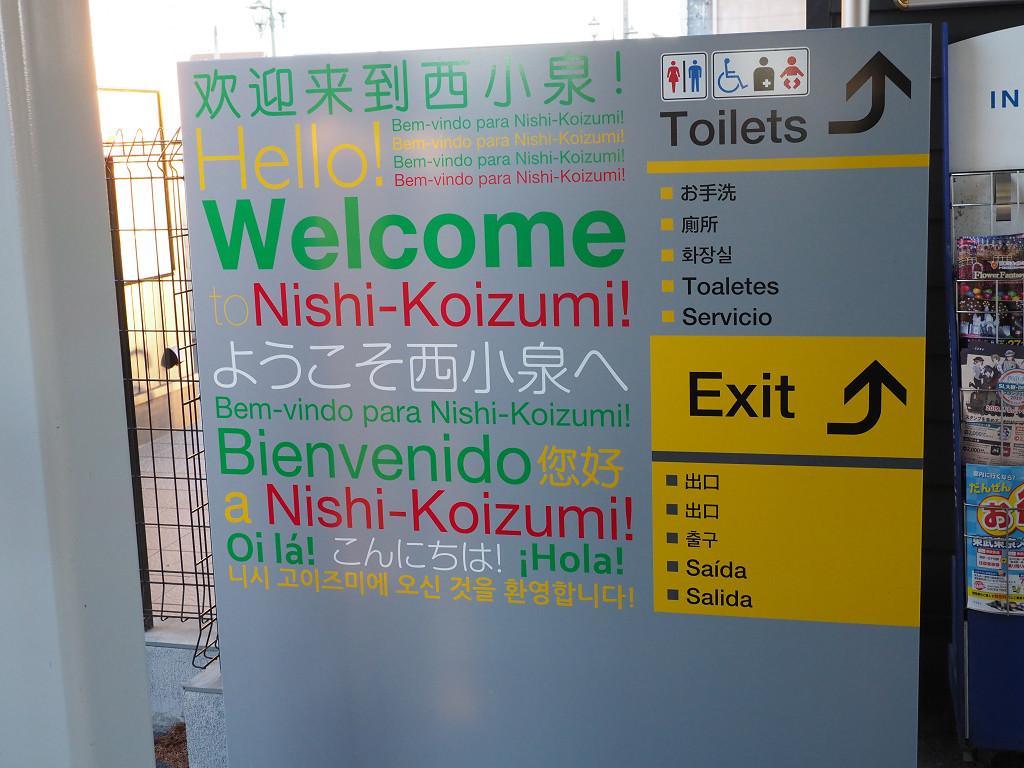 欢迎来到西小泉!
Hello!
Bem-vindo para Nishi-Koizumi!
Bem-vindo para Nishi-Koizumi!
Bem-vindo para Nishi-Koizumi!
Bem-vindo para Nishi-Koizumi!
Welcome
to Nishi-Koizumi!
ようこそ西小泉へ
Bem-vindo para Nishi-Koizumi!
Bienvenido 您好
a Nishi-Koizumi!
Oi lá! こんにちは! ¡Hola!
니시 고이즈미에 오신 것을 환영합니다!
Toilets
お手洗
廁所
화장실
Toaletes
Servicio
Exit
出口
出口
출구
Saída
Salida
IN